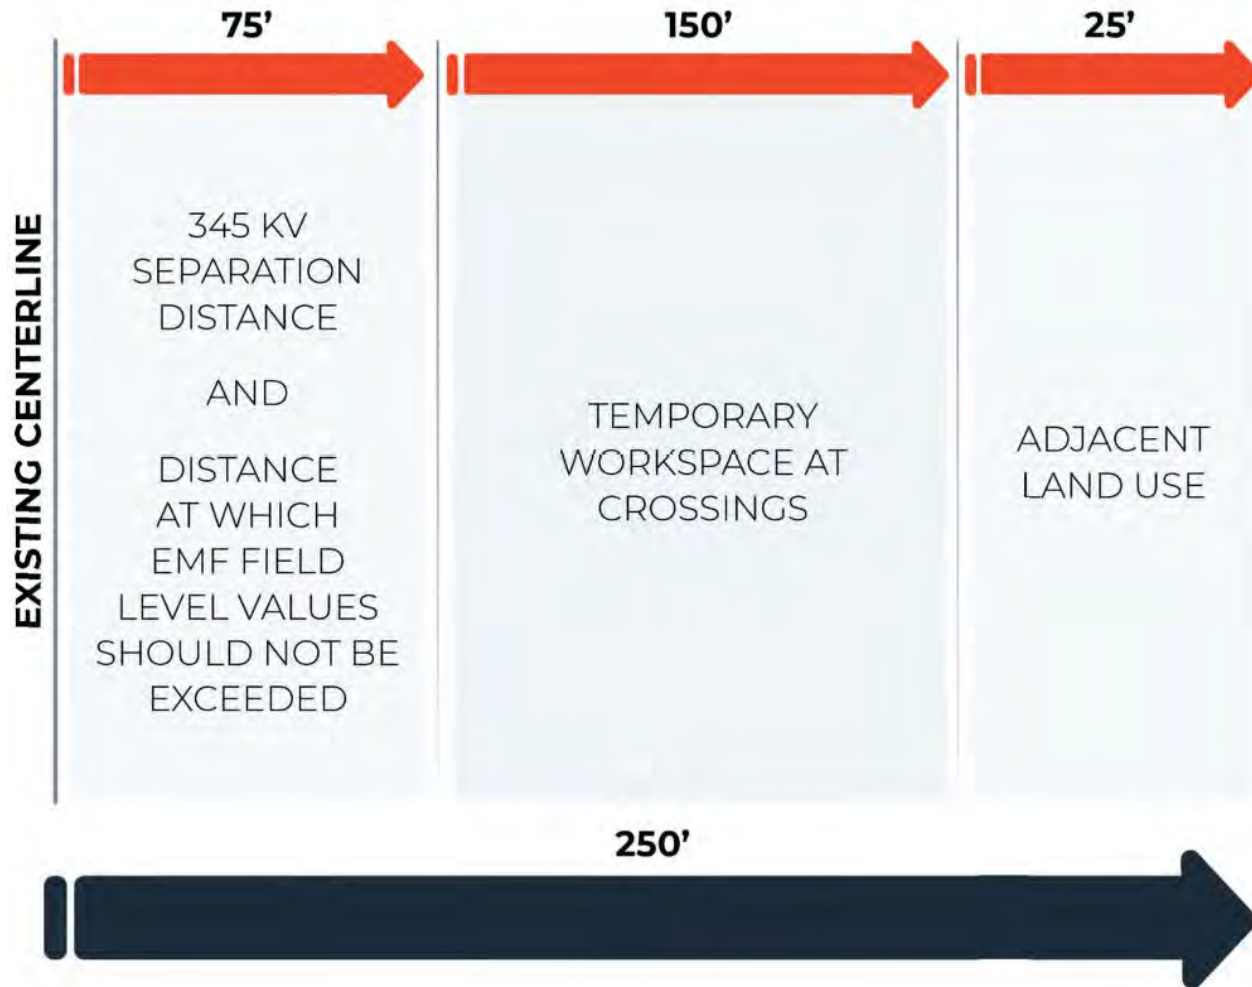 75’
150’
25’
EXISTING CENTERLINE
345 KV
SEPARATION
DISTANCE
AND
DISTANCE
AT WHICH
EMF FIELD
LEVEL VALUES
SHOULD NOT BE
EXCEEDED
TEMPORARY
WORKSPACE AT
CROSSINGS
ADJACENT
LAND USE
250’